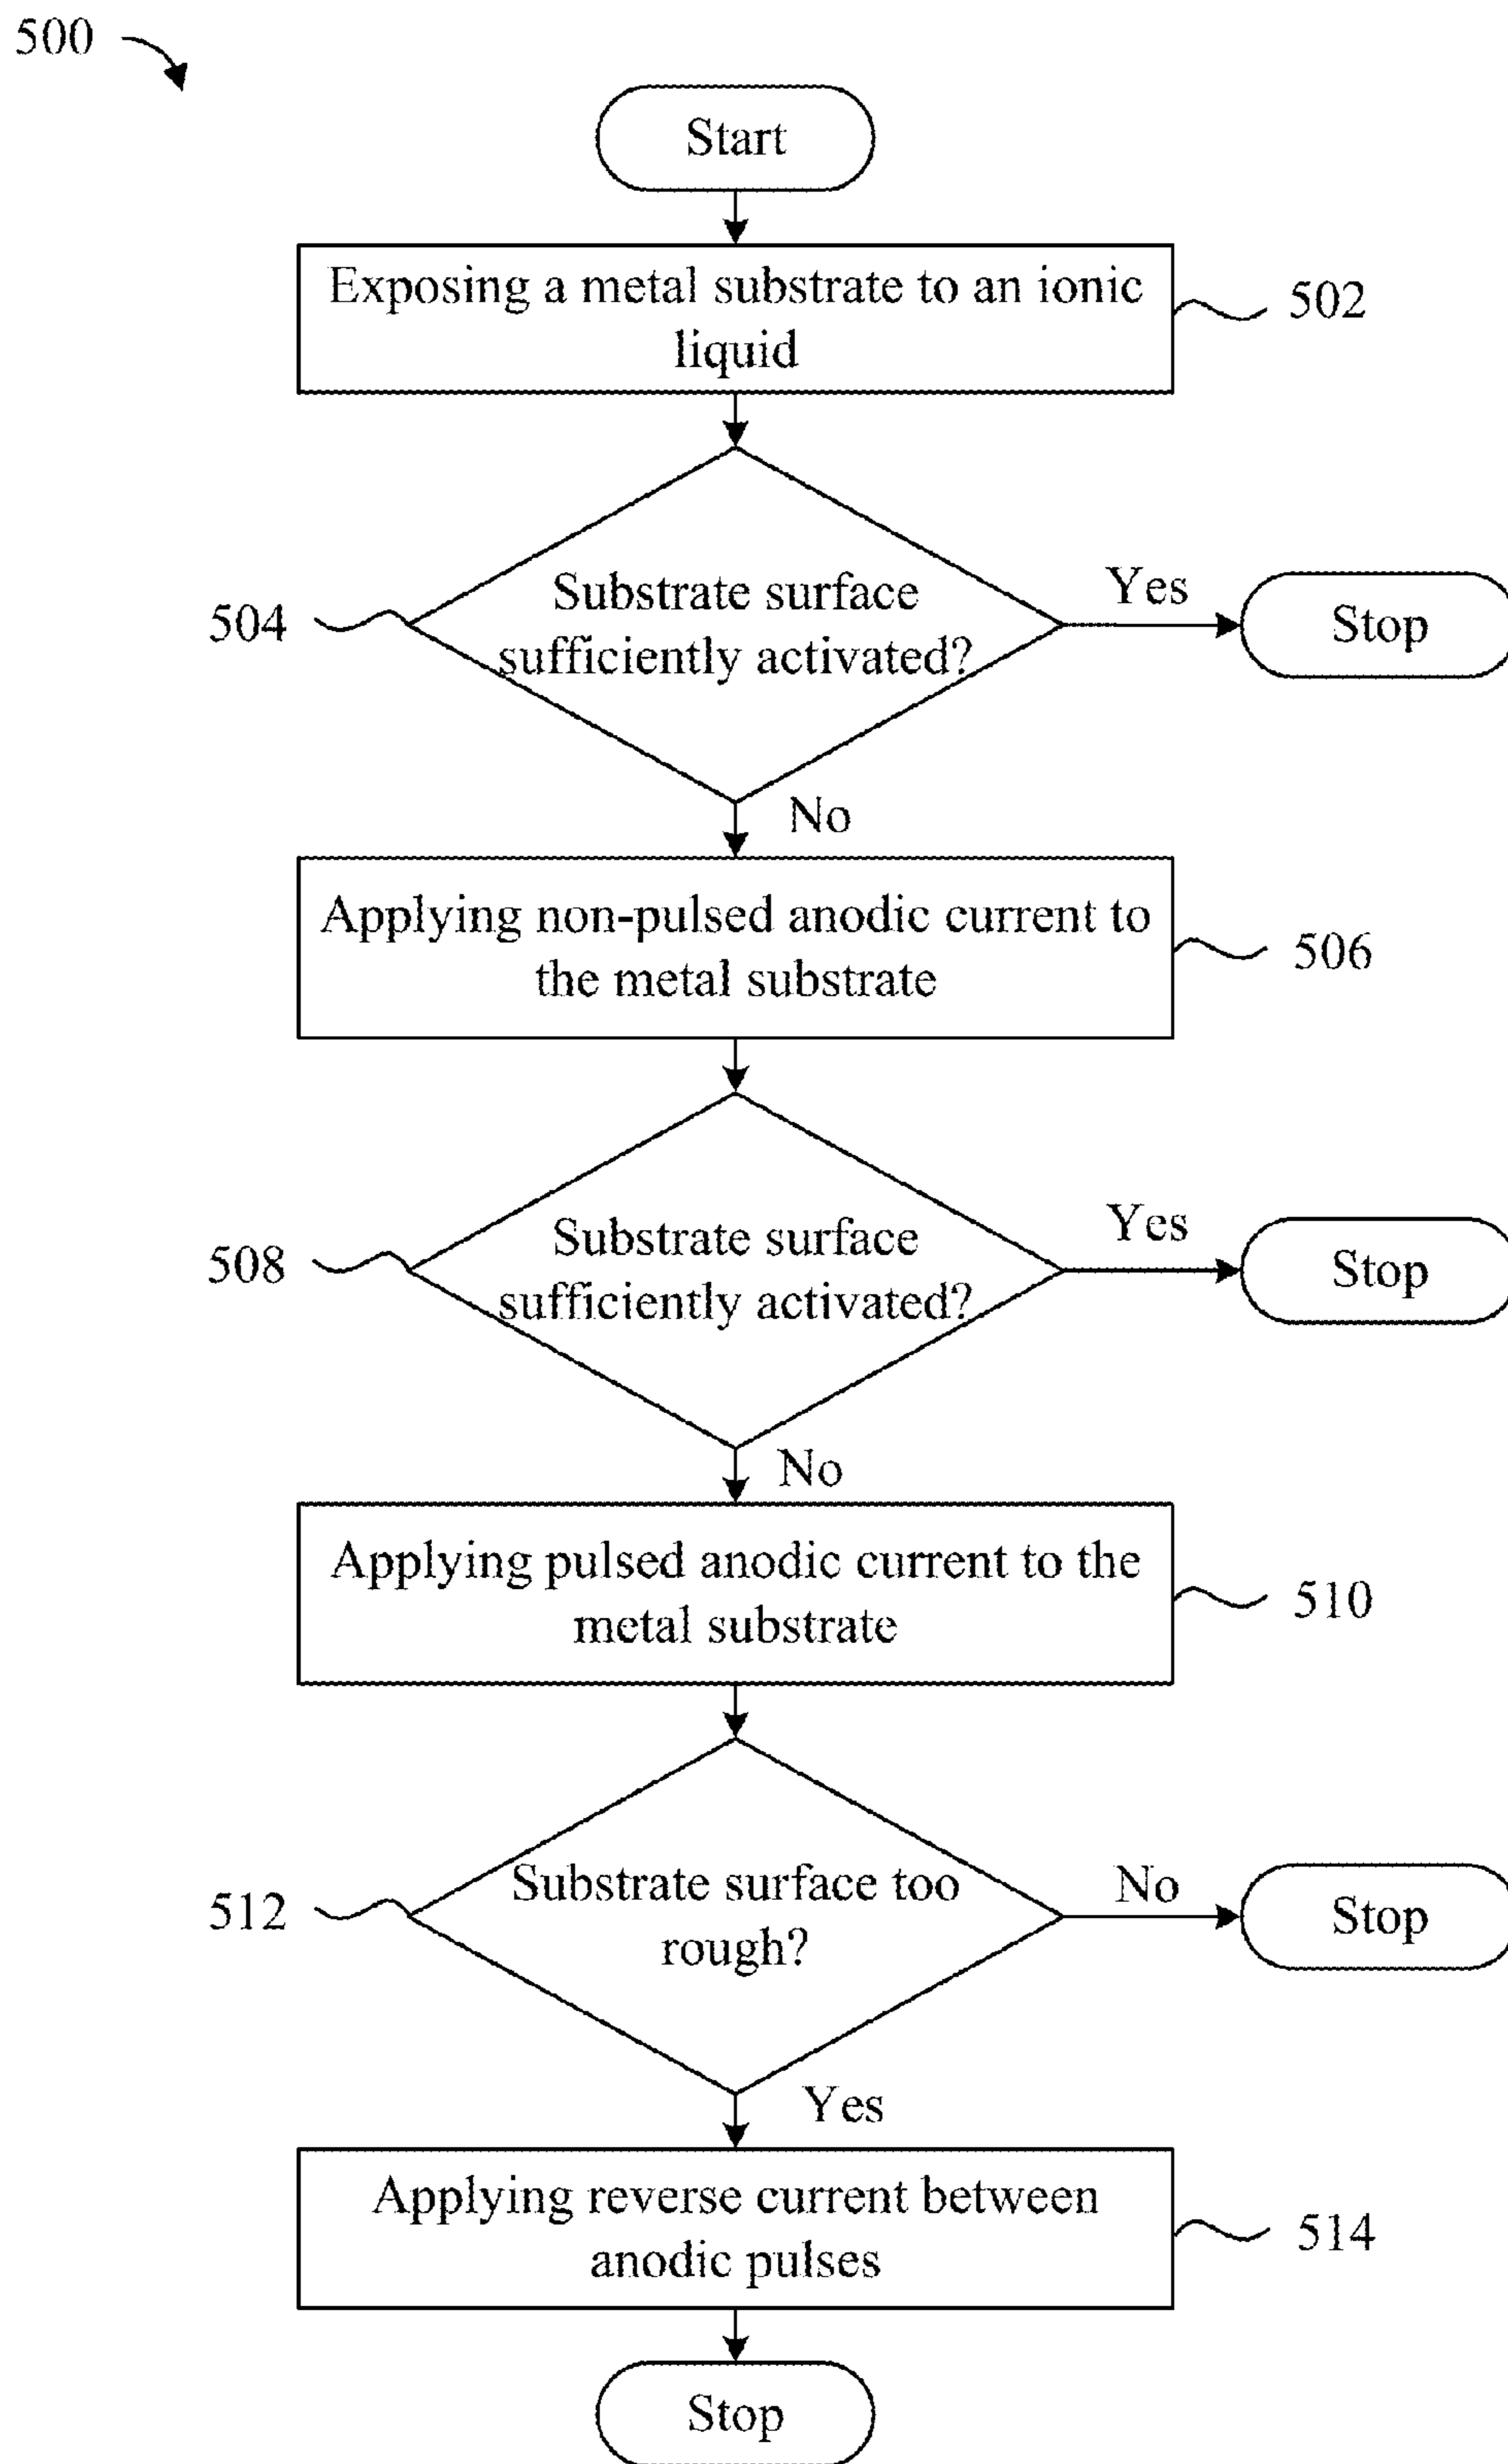 500
Start
Exposing a metal substrate to an ionic
liquid
502
504
Substrate surface
sufficiently activated?
Yes
Stop
No
Applying non-pulsed anodic current to
the metal substrate
506
508
Substrate surface
sufficiently activated?
Yes
Stop
No
Applying pulsed anodic current to the
metal substrate
510
512
Substrate surface too
rough?
No
Stop
Yes
Applying reverse current between
anodic pulses
514
Stop